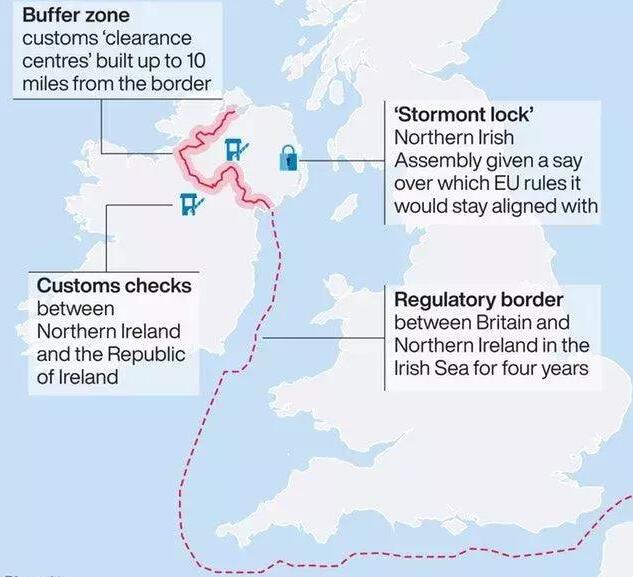 Buffer zone
customs ‘clearance
centres’ built up to 10
miles from the border
‘Stormont lock’
Northern Irish
Assembly given a say
over which EU rules it
would stay aligned with
Customs checks
between
Northern Ireland
and the Republic
of Ireland
Regulatory border
between Britain and
Northern Ireland in the
Irish Sea for four years